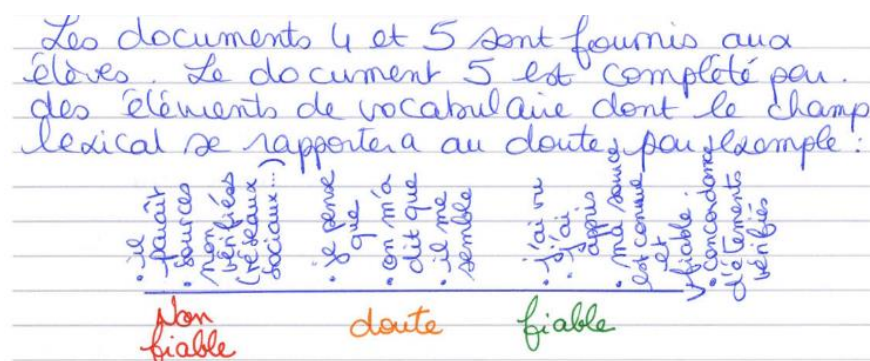 Les documents 4 et 5 sont fournis aux
élèves. Le document 5 est complété par
des éléments de vocabulaire dont le champ
lexical se rapportera au doute, par exemple :
• il
paraît
• sources
non
vérifiées
(réseaux
sociaux...)
• je pense
que
• on m'a
dit que
• il me
semble
• j'ai vu
• j'ai
appris
• ma source
est connue
et
fiable.
• concordance
d'éléments
vérifiés
Non
fiable
doute
fiable